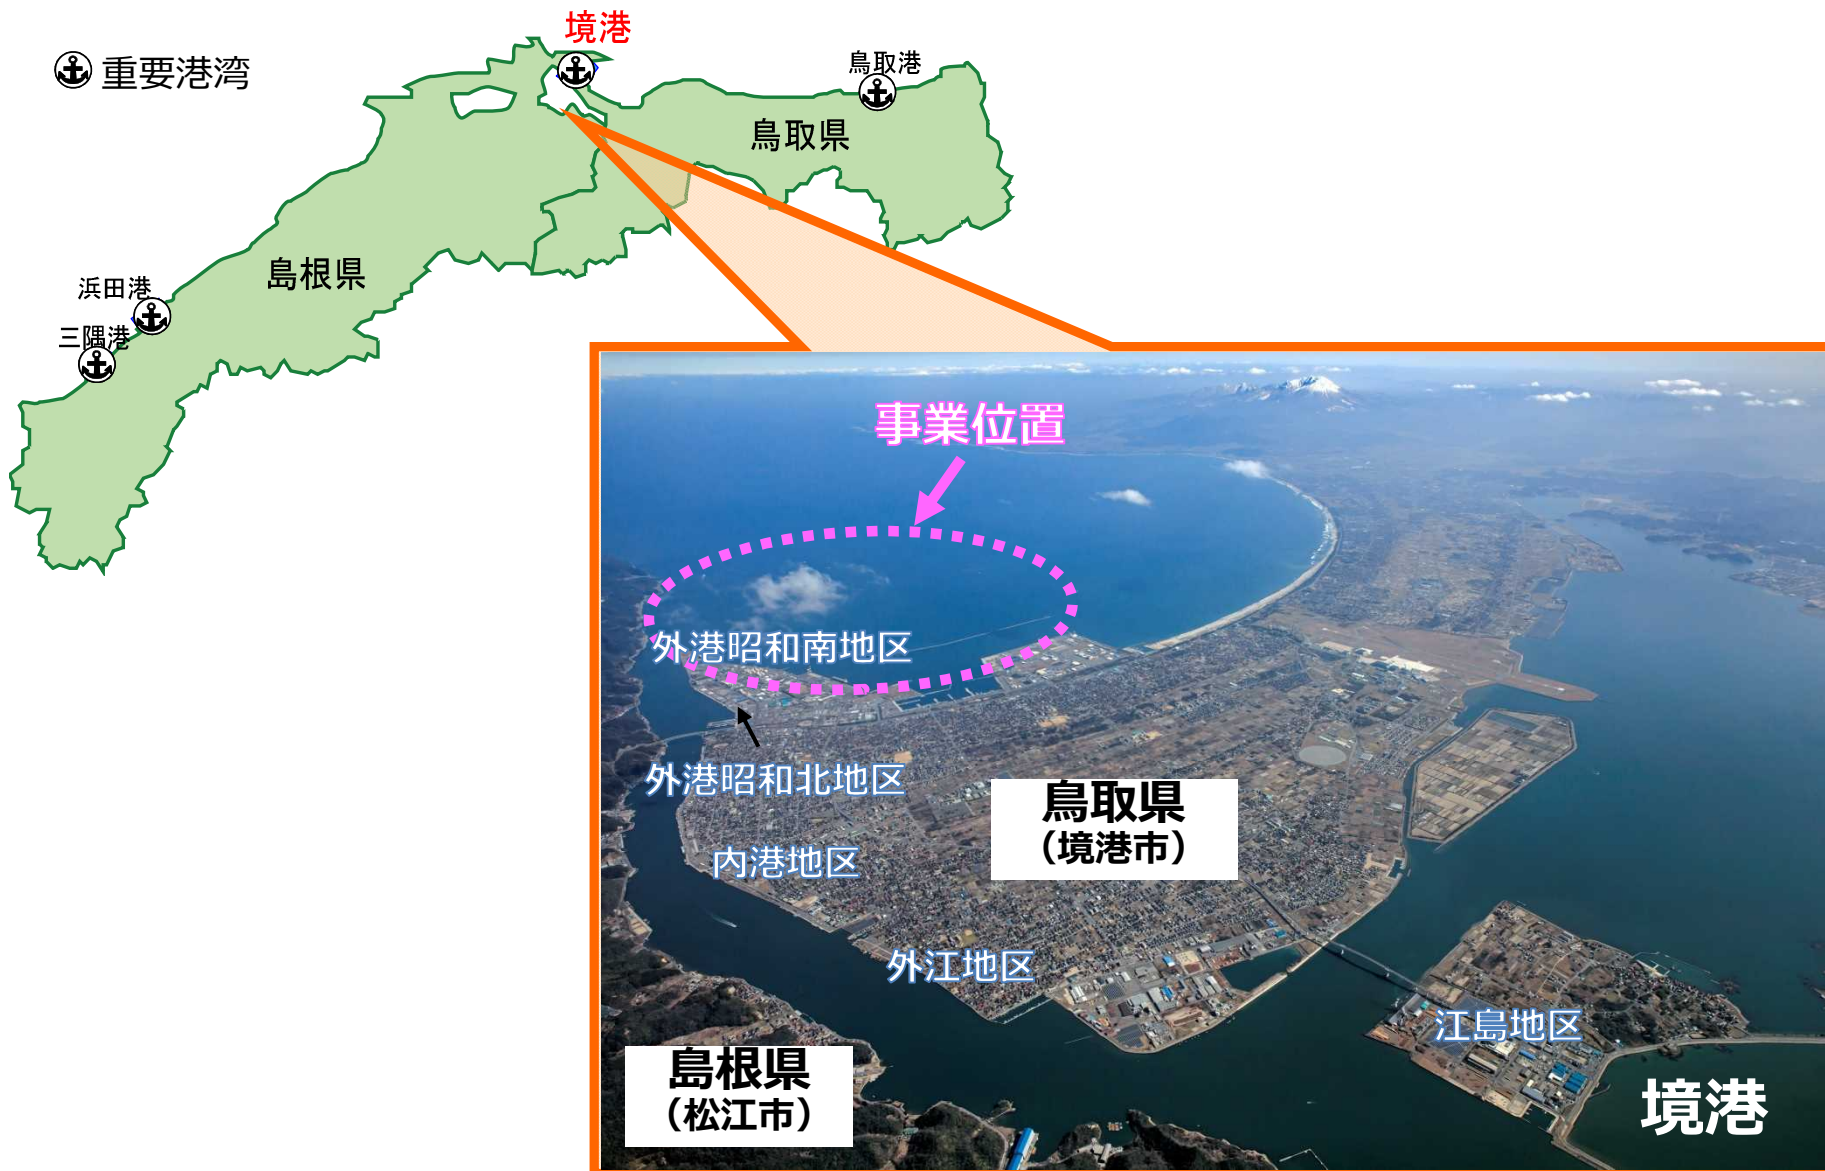 境港
重要港湾
鳥取港
鳥取県
島根県
浜田港
三隅港
事業位置
外港昭和南地区
外港昭和北地区
鳥取県
（境港市）
内港地区
外江地区
江島地区
島根県
（松江市）
境港